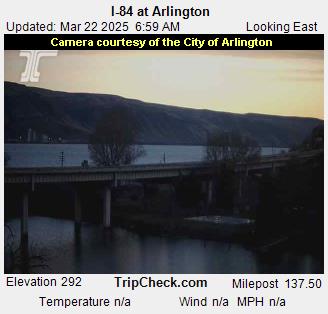 I-84 at Arlington
Updated: Mar 22 2025 6:59 AM Looking East
Camera courtesy of the City of Arlington
Elevation 292 TripCheck.com Milepost 137.50
Temperature n/a Wind n/a MPH n/a